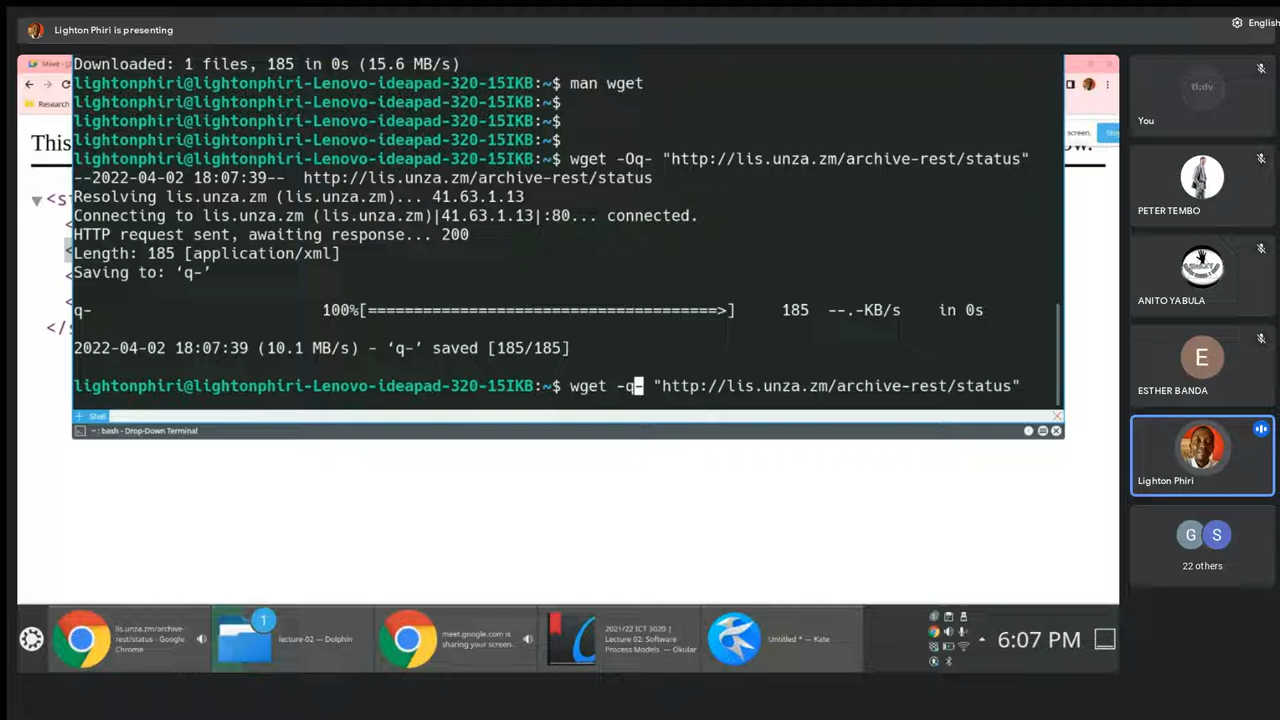 Lighton Phiri is presenting
English
Move - [
Research
This
screen.
Downloaded: 1 files, 185 in 0s (15.6 MB/s)
lightonphiri@lightonphiri-Lenovo-ideapad-320-15IKB:~$ man wget
lightonphiri@lightonphiri-Lenovo-ideapad-320-15IKB:~$
lightonphiri@lightonphiri-Lenovo-ideapad-320-15IKB:~$
lightonphiri@lightonphiri-Lenovo-ideapad-320-15IKB:~$
lightonphiri@lightonphiri-Lenovo-ideapad-320-15IKB:~$ wget -Oq- "http://lis.unza.zm/archive-rest/status"
--2022-04-02 18:07:39--  http://lis.unza.zm/archive-rest/status
Resolving lis.unza.zm (lis.unza.zm)... 41.63.1.13
Connecting to lis.unza.zm (lis.unza.zm)|41.63.1.13|:80... connected.
HTTP request sent, awaiting response... 200
Length: 185 [application/xml]
Saving to: ‘q-’
q- 100%[======================================>] 185 --.-KB/s in 0s
2022-04-02 18:07:39 (10.1 MB/s) - ‘q-’ saved [185/185]
lightonphiri@lightonphiri-Lenovo-ideapad-320-15IKB:~$ wget -q- "http://lis.unza.zm/archive-rest/status"
Shell
~ : bash - Drop-Down Terminal
tl;dv
You
PETER TEMBO
ANITO YABULA
E
ESTHER BANDA
Lighton Phiri
G S
22 others
lis.unza.zm/archive-
rest/status - Google
Chrome
1
lecture-02 — Dolphin
meet.google.com is
sharing your screen.
2021/22 ICT 3020 |
Lecture 02: Software
Process Models — Okular
Untitled * — Kate
6:07 PM